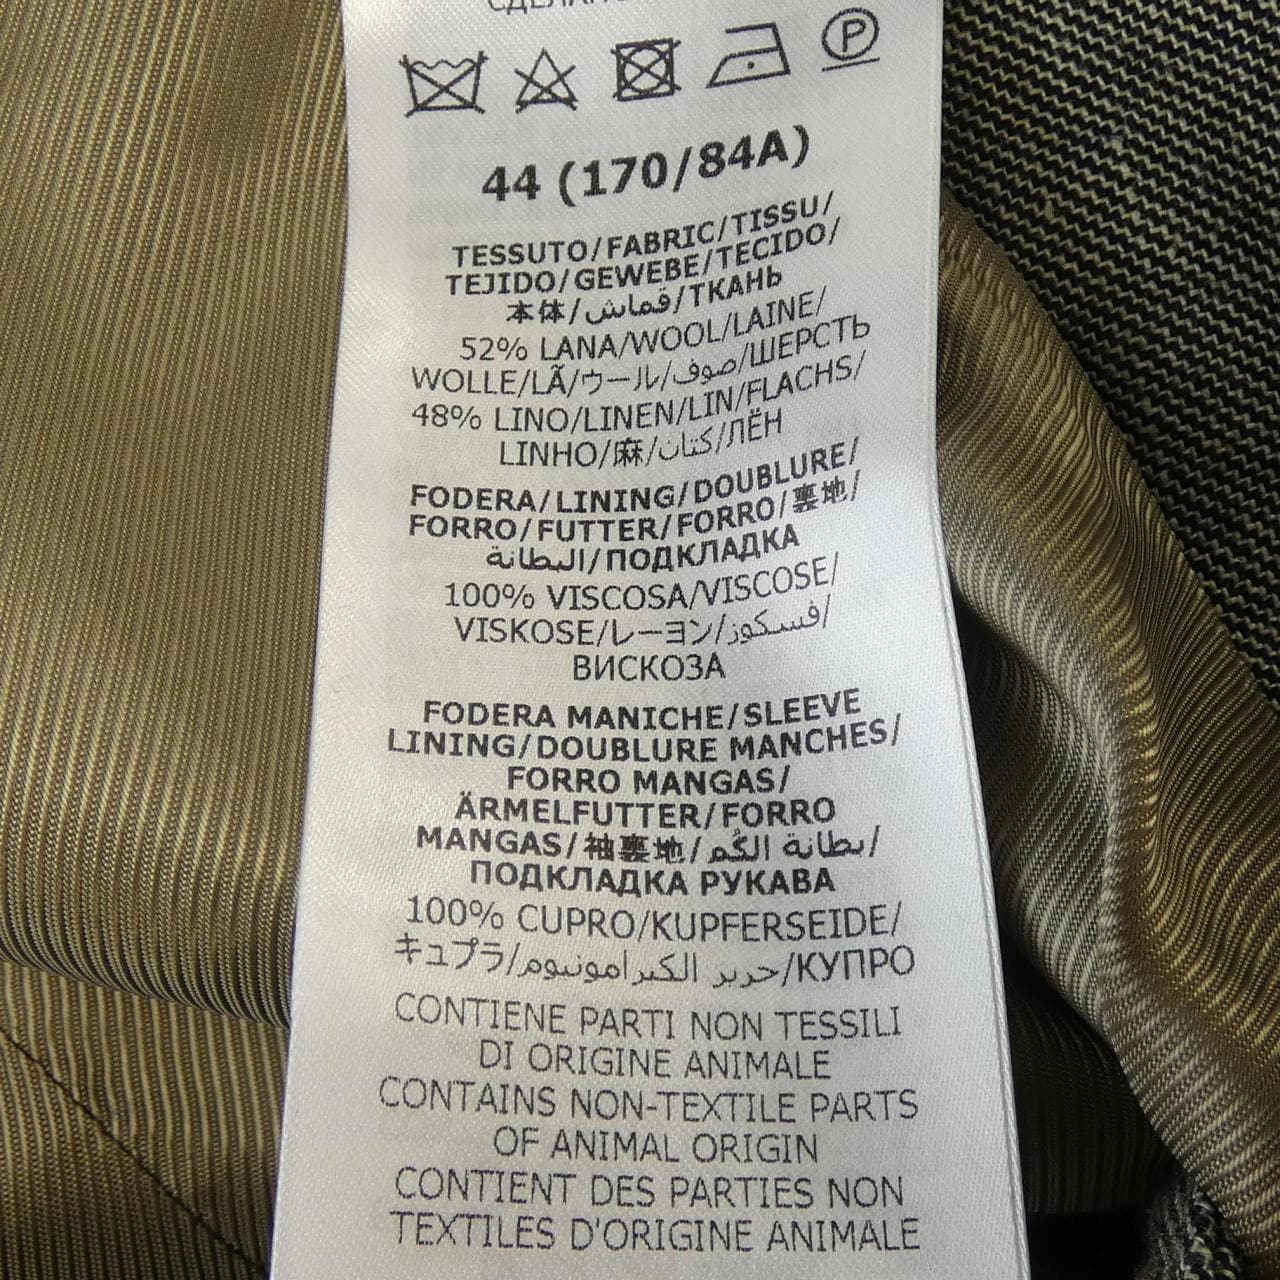 44 (170/84A)
TESSUTO/FABRIC/TISSU/
TEJIDO/GEWEBE/TECIDO/
本体/قماش/ТКАНЬ
52% LANA/WOOL/LAINE/
WOLLE/LÃ/ウール/صوف/ШЕРСТЬ
48% LINO/LINEN/LIN/FLACHS/
LINHO/麻/كتان/ЛЁН
FODERA/LINING/DOUBLURE/
FORRO/FUTTER/FORRO/裏地/
البطانة/ПОДКЛАДКА
100% VISCOSA/VISCOSE/
VISKOSE/レーヨン/فسكوز/
ВИСКОЗА
FODERA MANICHE/SLEEVE
LINING/DOUBLURE MANCHES/
FORRO MANGAS/
ÄRMELFUTTER/FORRO
MANGAS/袖裏地/بطانة الكُم/
ПОДКЛАДКА РУКАВА
100% CUPRO/KUPFERSEIDE/
キュプラ/حرير الكبرامونيوم/КУПРО
CONTIENE PARTI NON TESSILI
DI ORIGINE ANIMALE
CONTAINS NON-TEXTILE PARTS
OF ANIMAL ORIGIN
CONTIENT DES PARTIES NON
TEXTILES D'ORIGINE ANIMALE